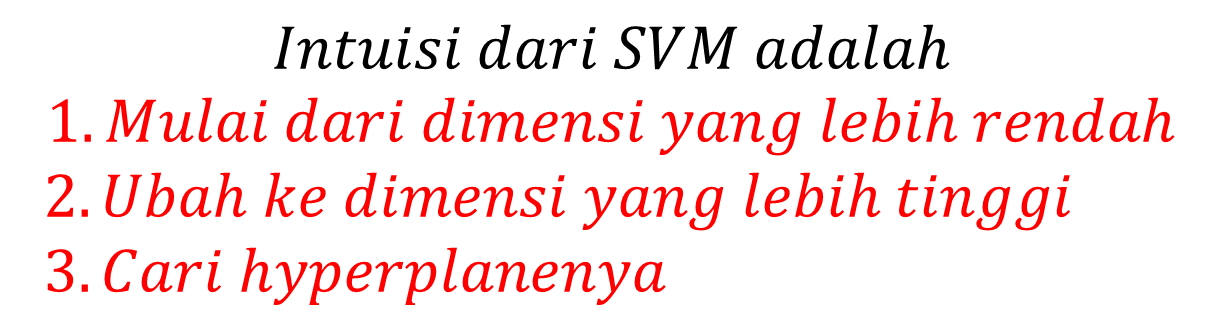 Intuisi dari SVM adalah
1. Mulai dari dimensi yang lebih rendah
2. Ubah ke dimensi yang lebih tinggi
3. Cari hyperplanenya